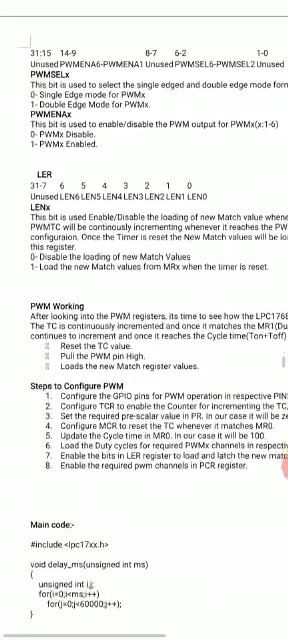 31:15 14-9 8-7 6-2 1-0
Unused PWMENA6-PWMENA1 Unused PWMSEL6-PWMSEL2 Unused
PWMSELx
This bit is used to select the single edged and double edge mode form
0- Single Edge mode for PWMx
1- Double Edge Mode for PWMx.
PWMENAx
This bit is used to enable/disable the PWM output for PWMx(x:1-6)
0- PWMx Disable.
1- PWMx Enabled.
LER
31-7 6 5 4 3 2 1 0
Unused LEN6 LEN5 LEN4 LEN3 LEN2 LEN1 LEN0
LENx
This bit is used Enable/Disable the loading of new Match value whene
PWMTC will be continously incrementing whenever it reaches the PW
configuraion. Once the Timer is reset the New Match values will be loa
this register.
0- Disable the loading of new Match Values
1- Load the new Match values from MRx when the timer is reset.
PWM Working
After looking into the PWM registers, its time to see how the LPC1768
The TC is continuously incremented and once it matches the MR1(Du
continues to increment and once it reaches the Cycle time(Ton+Toff)
Reset the TC value.
Pull the PWM pin High.
Loads the new Match register values.
Steps to Configure PWM
1. Configure the GPIO pins for PWM operation in respective PINS
2. Configure TCR to enable the Counter for incrementing the TC,
3. Set the required pre-scalar value in PR. In our case it will be ze
4. Configure MCR to reset the TC whenever it matches MR0.
5. Update the Cycle time in MR0. In our case it will be 100.
6. Load the Duty cycles for required PWMx channels in respectiv
7. Enable the bits in LER register to load and latch the new matc
8. Enable the required pwm channels in PCR register.
Main code:-
#include <lpc17xx.h>
void delay_ms(unsigned int ms)
{
unsigned int i,j;
for(i=0;i<ms;i++)
for(j=0;j<60000;j++);
}